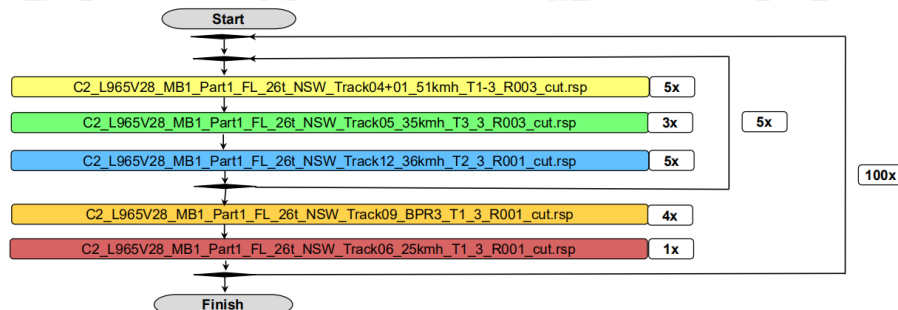 Start
C2_L965V28_MB1_Part1_FL_26t_NSW_Track04+01_51kmh_T1-3_R003_cut.rsp 5x
C2_L965V28_MB1_Part1_FL_26t_NSW_Track05_35kmh_T3_3_R003_cut.rsp 3x
5x
C2_L965V28_MB1_Part1_FL_26t_NSW_Track12_36kmh_T2_3_R001_cut.rsp 5x
100x
C2_L965V28_MB1_Part1_FL_26t_NSW_Track09_BPR3_T1_3_R001_cut.rsp 4x
C2_L965V28_MB1_Part1_FL_26t_NSW_Track06_25kmh_T1_3_R001_cut.rsp 1x
Finish